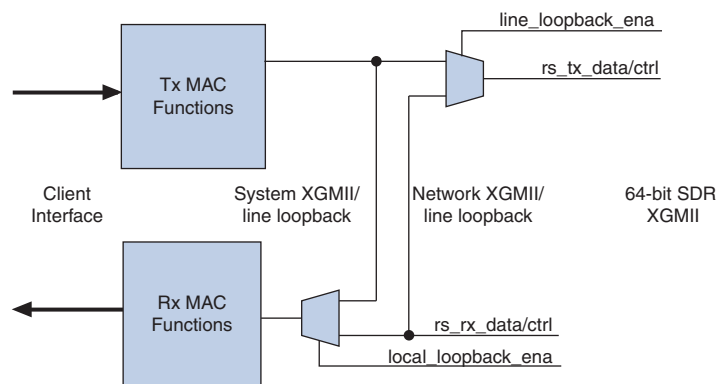 line_loopback_ena
rs_tx_data/ctrl
Tx MAC
Functions
Client
Interface
System XGMII/
line loopback
Network XGMII/
line loopback
64-bit SDR
XGMII
Rx MAC
Functions
rs_rx_data/ctrl
local_loopback_ena